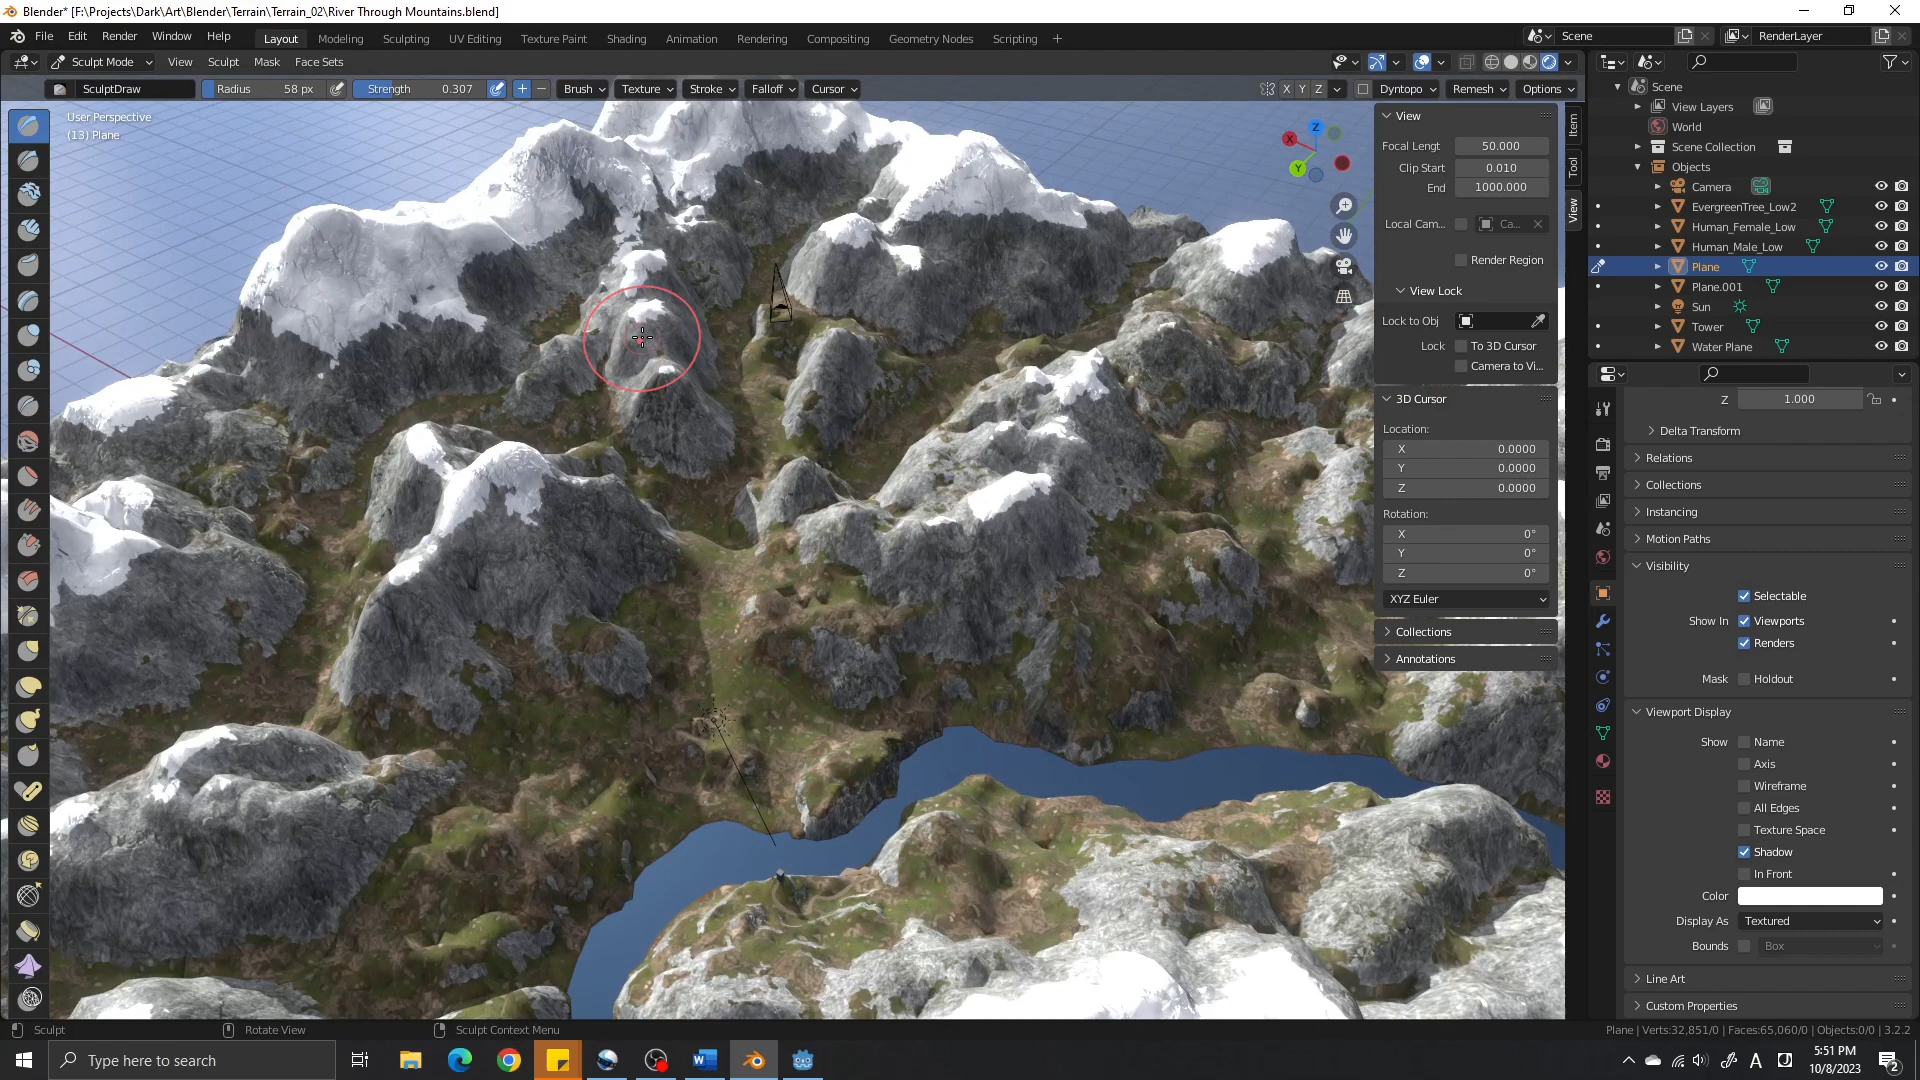 Blender* [F:\Projects\Dark\Art\Blender\Terrain\Terrain_02\River Through Mountains.blend]
File Edit Render Window Help Layout Modeling Sculpting UV Editing Texture Paint Shading Animation Rendering Compositing Geometry Nodes Scripting + Scene RenderLayer
Sculpt Mode View Sculpt Mask Face Sets
SculptDraw Radius 58 px Strength 0.307 Brush Texture Stroke Falloff Cursor X Y Z Dyntopo Remesh Options
User Perspective
(13) Plane
Z
X
Y
View
Focal Lengt 50.000
Clip Start 0.010
End 1000.000
Local Cam... Ca...
Render Region
View Lock
Lock to Obj
Lock To 3D Cursor
Camera to Vi...
3D Cursor
Location:
X 0.0000
Y 0.0000
Z 0.0000
Rotation:
X 0°
Y 0°
Z 0°
XYZ Euler
Collections
Annotations
Item
Tool
View
Scene
View Layers
World
Scene Collection
Objects
Camera
EvergreenTree_Low2
Human_Female_Low
Human_Male_Low
Plane
Plane.001
Sun
Tower
Water Plane
Z 1.000
Delta Transform
Relations
Collections
Instancing
Motion Paths
Visibility
Selectable
Show In Viewports
Renders
Mask Holdout
Viewport Display
Show Name
Axis
Wireframe
All Edges
Texture Space
Shadow
In Front
Color
Display As Textured
Bounds Box
Line Art
Custom Properties
Sculpt Rotate View Sculpt Context Menu Plane | Verts:32,851/0 | Faces:65,060/0 | Objects:0/0 | 3.2.2
Type here to search
A
5:51 PM
10/8/2023
2